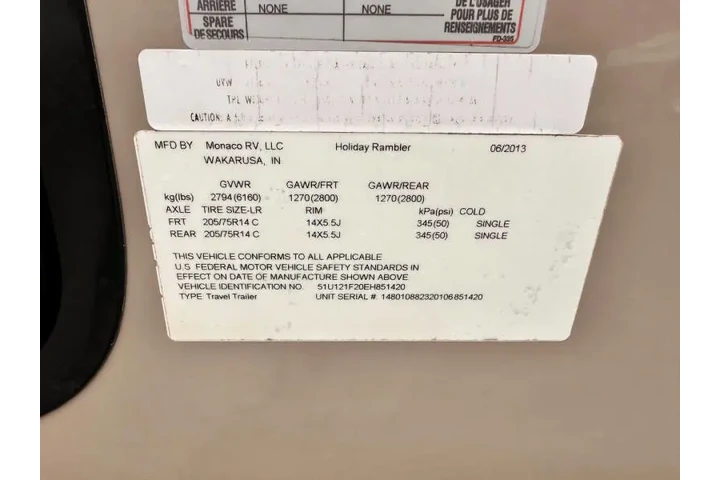 ARRIÈRE NONE NONE DE L'USAGER
POUR PLUS DE
SPARE RENSEIGNEMENTS
DE SECOURS
CAUTION: A
MFD BY Monaco RV, LLC Holiday Rambler 06/2013
WAKARUSA, IN
GVWR GAWR/FRT GAWR/REAR
kg(lbs) 2794(6160) 1270(2800) 1270(2800)
AXLE TIRE SIZE-LR RIM kPa(psi) COLD
FRT 205/75R14 C 14X5.5J 345(50) SINGLE
REAR 205/75R14 C 14X5.5J 345(50) SINGLE
THIS VEHICLE CONFORMS TO ALL APPLICABLE
U.S. FEDERAL MOTOR VEHICLE SAFETY STANDARDS IN
EFFECT ON DATE OF MANUFACTURE SHOWN ABOVE
VEHICLE IDENTIFICATION NO. 51U121F20EH851420
TYPE: Travel Trailer UNIT SERIAL #: 148010882320106851420